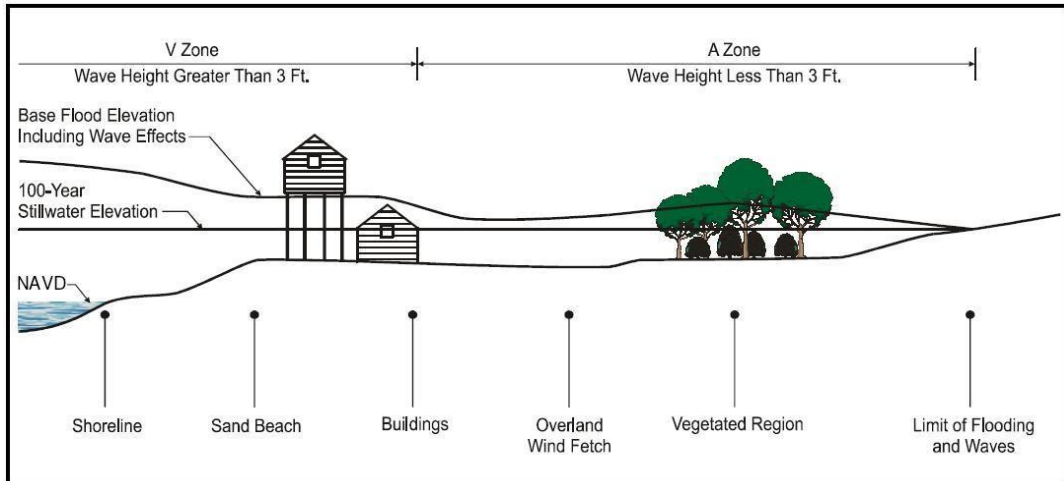 V Zone
Wave Height Greater Than 3 Ft.
A Zone
Wave Height Less Than 3 Ft.
Base Flood Elevation
Including Wave Effects
100-Year
Stillwater Elevation
NAVD
Shoreline
Sand Beach
Buildings
Overland
Wind Fetch
Vegetated Region
Limit of Flooding
and Waves